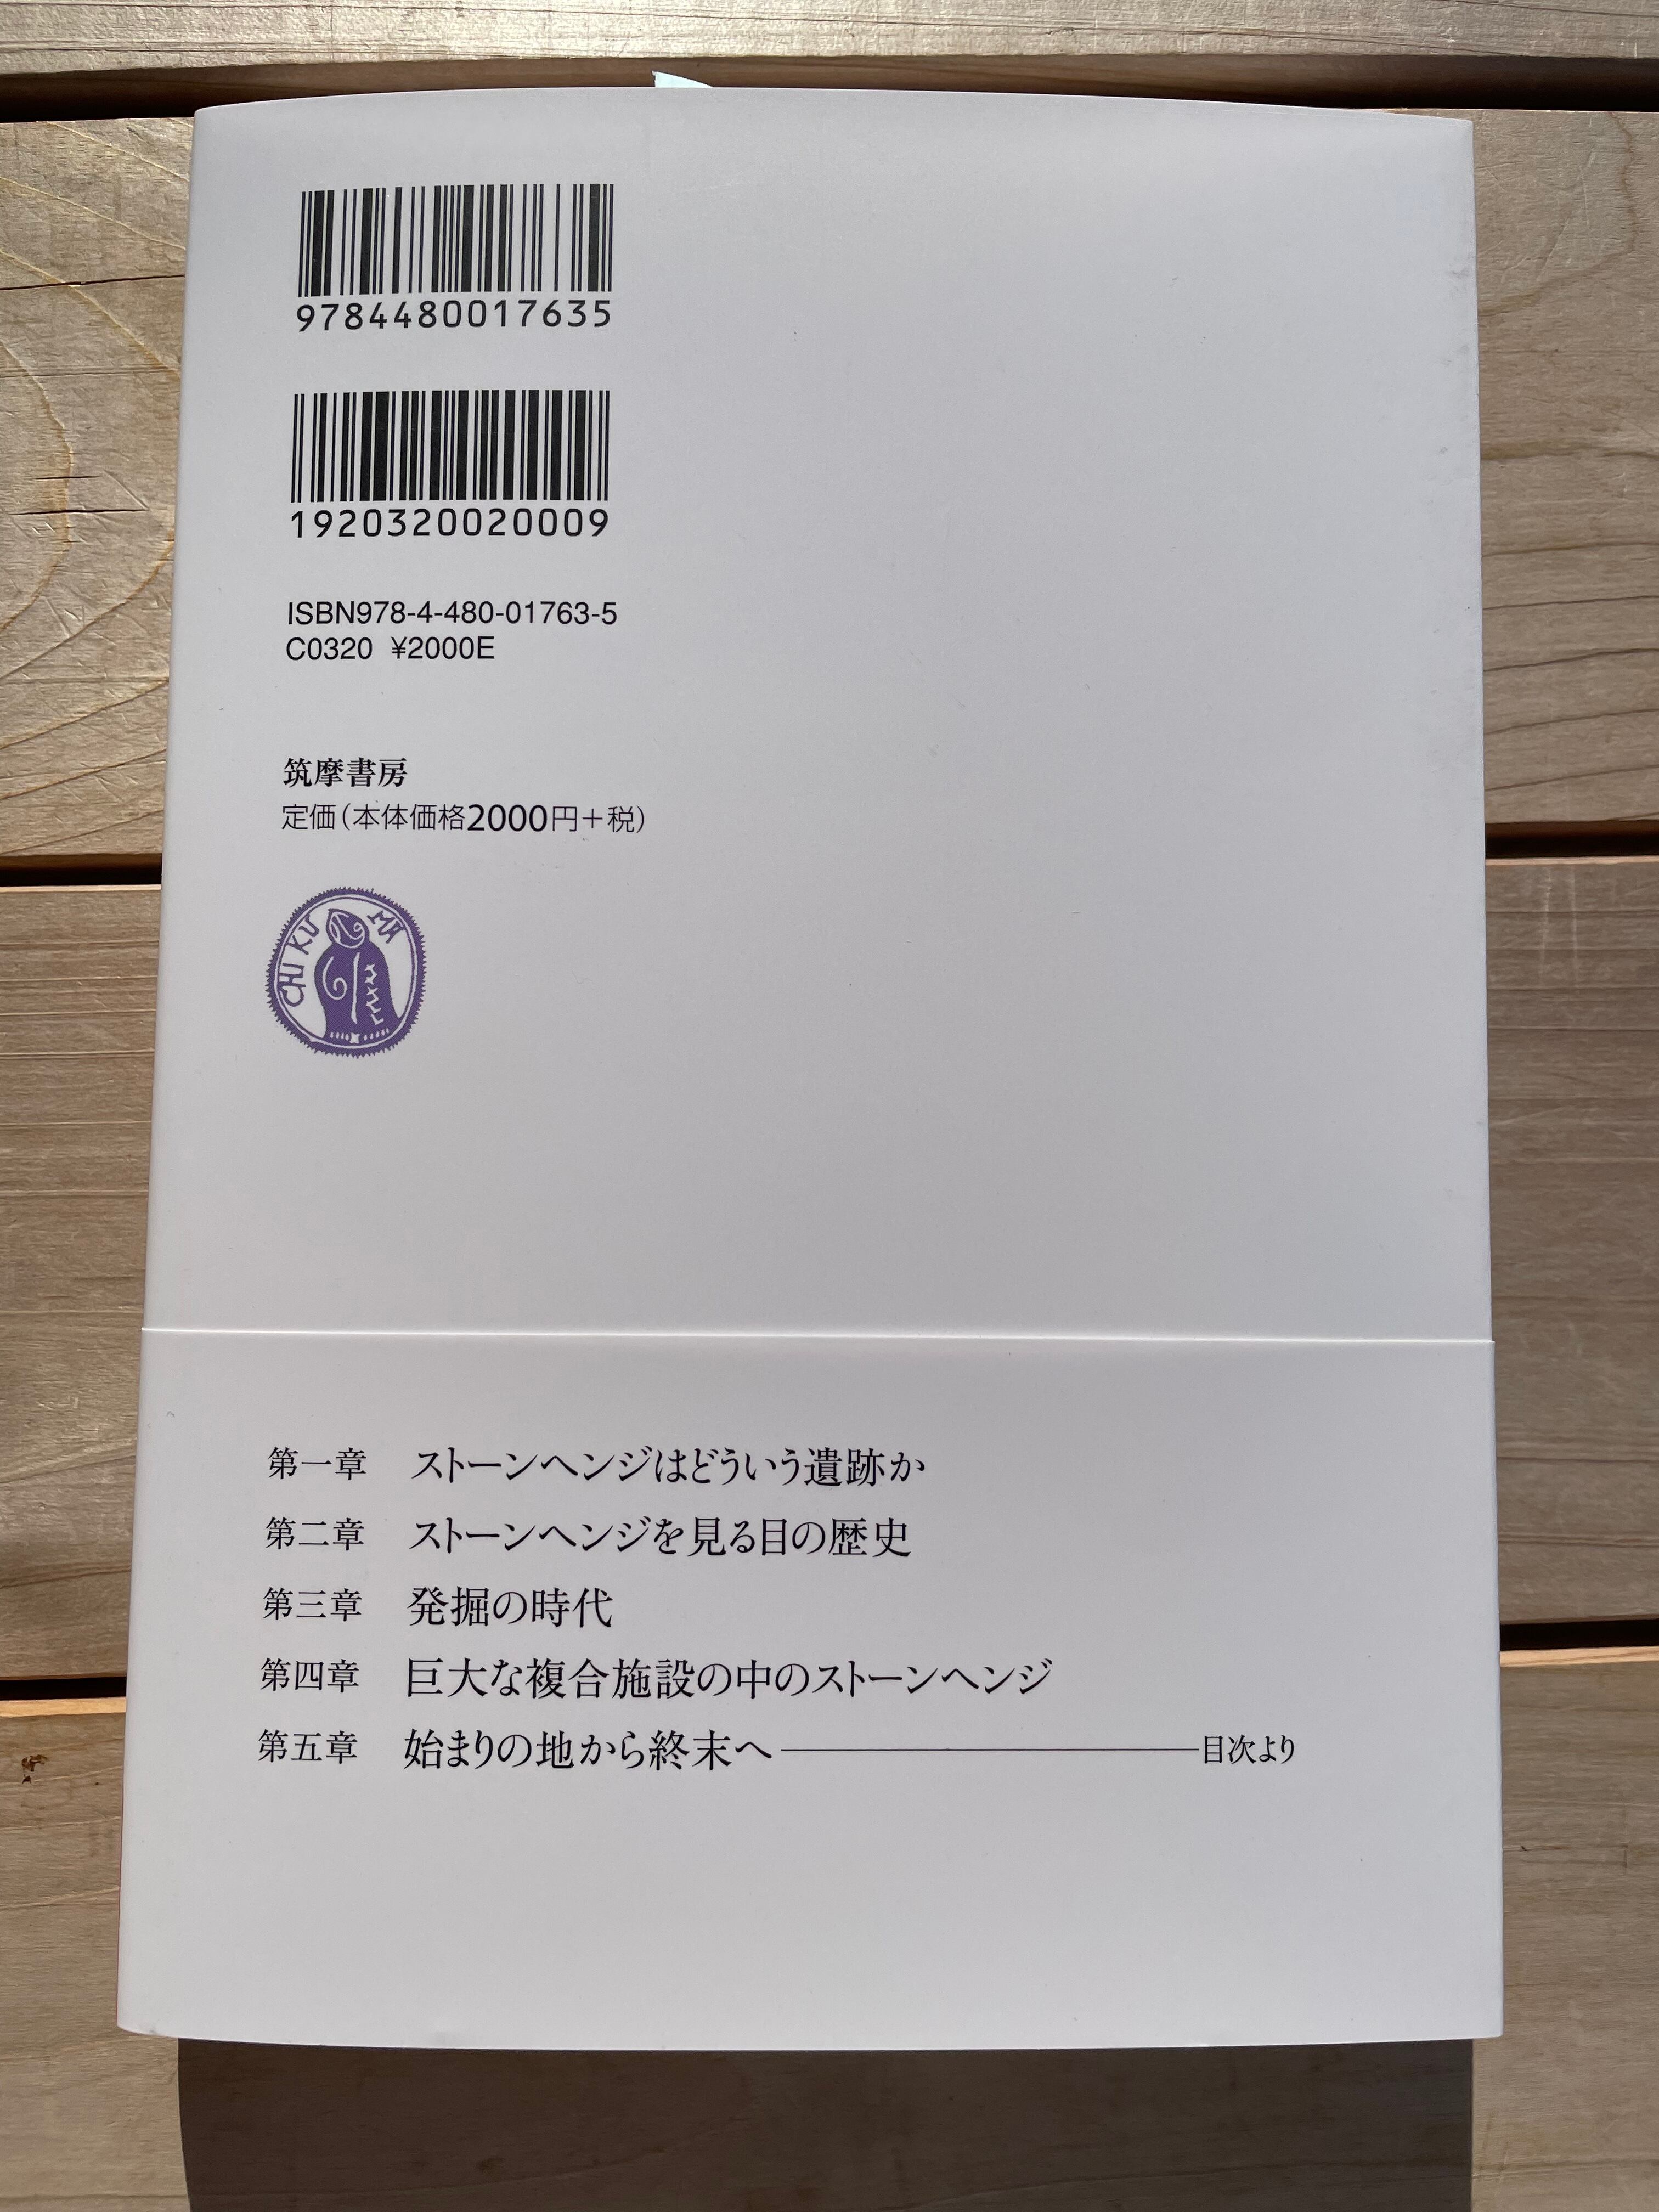 9784480017635
1920320020009
ISBN978-4-480-01763-5
C0320 ¥2000E
筑摩書房
定価(本体価格2000円+税)
CHIKUMA
第一章 ストーンヘンジはどういう遺跡か
第二章 ストーンヘンジを見る目の歴史
第三章 発掘の時代
第四章 巨大な複合施設の中のストーンヘンジ
第五章 始まりの地から終末へ――――目次より